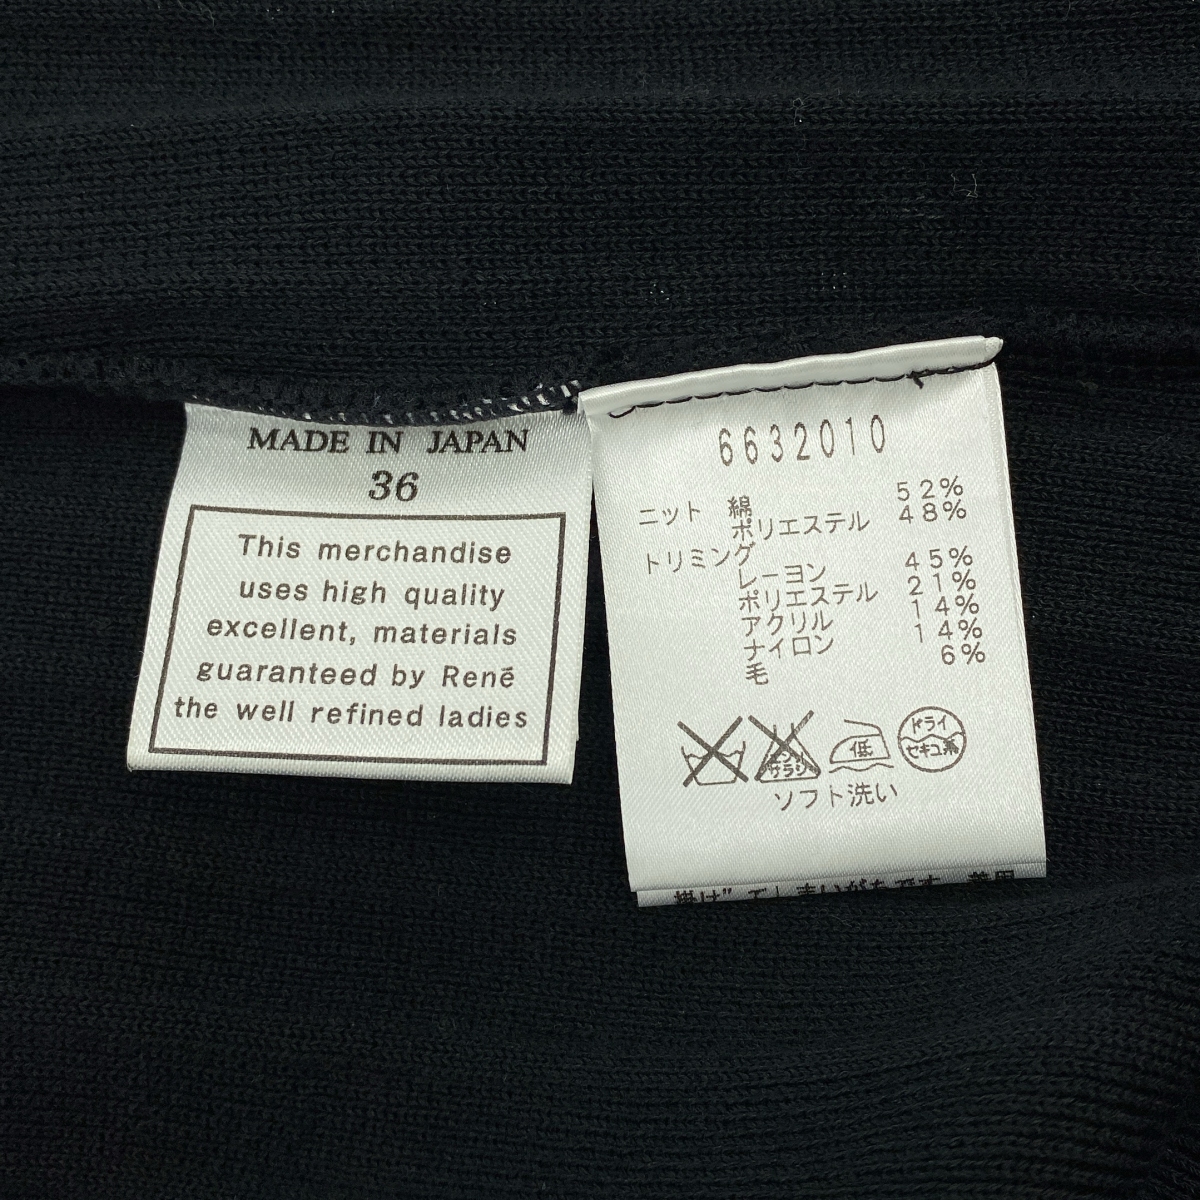 MADE IN JAPAN
36
This merchandise
uses high quality
excellent, materials
guaranteed by René
the well refined ladies
6632010
ニット 綿 52%
ポリエステル 48%
トリミング
レーヨン 45%
ポリエステル 21%
アクリル 14%
ナイロン 14%
毛 6%
サラシ
低
ドライ
セキユ系
ソフト洗い